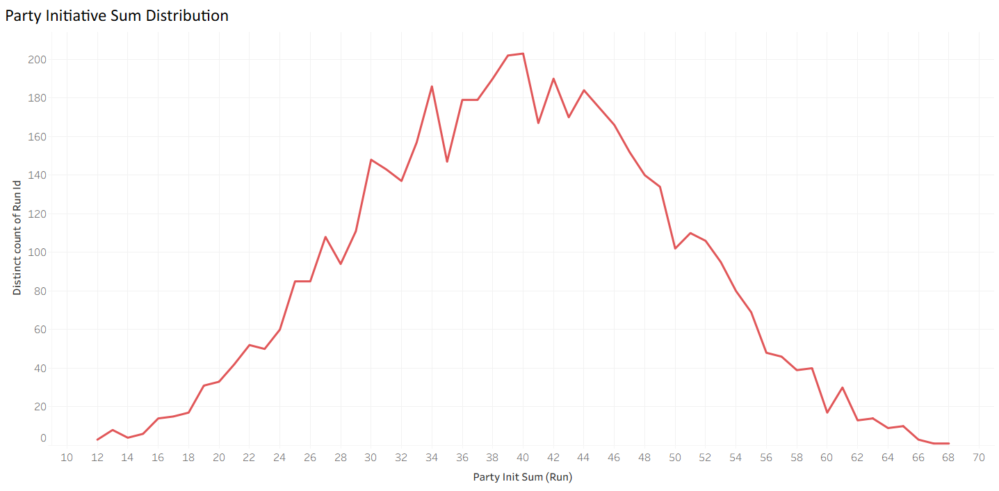 Party Initiative Sum Distribution
200
180
160
140
120
100
80
60
40
20
0
Distinct count of Run Id
10 12 14 16 18 20 22 24 26 28 30 32 34 36 38 40 42 44 46 48 50 52 54 56 58 60 62 64 66 68 70
Party Init Sum (Run)